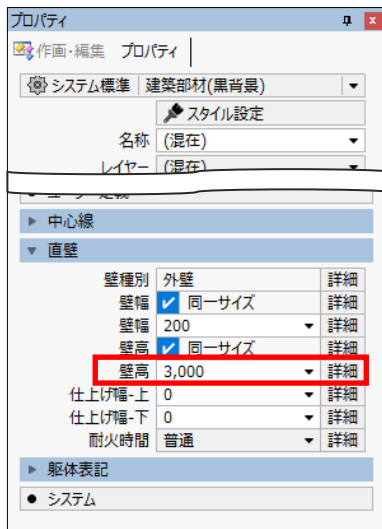 プロパティ
作画・編集 プロパティ
システム標準 建築部材(黒背景)
スタイル設定
名称 (混在)
レイヤー (混在)
中心線
直壁
壁種別 外壁 詳細
壁幅 同一サイズ 詳細
壁幅 200 詳細
壁高 同一サイズ 詳細
壁高 3,000 詳細
仕上げ幅-上 0 詳細
仕上げ幅-下 0 詳細
耐火時間 普通 詳細
躯体表記
システム